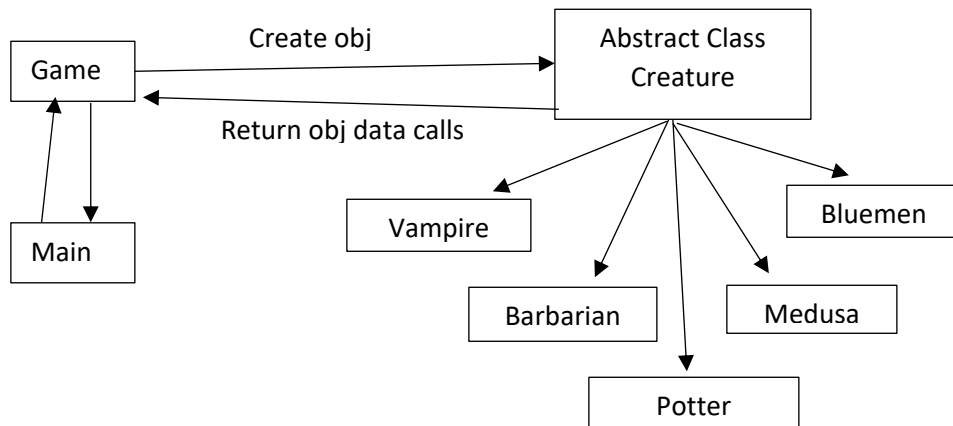 Create obj
Abstract Class
Creature
Game
Return obj data calls
Vampire
Bluemen
Main
Barbarian
Medusa
Potter